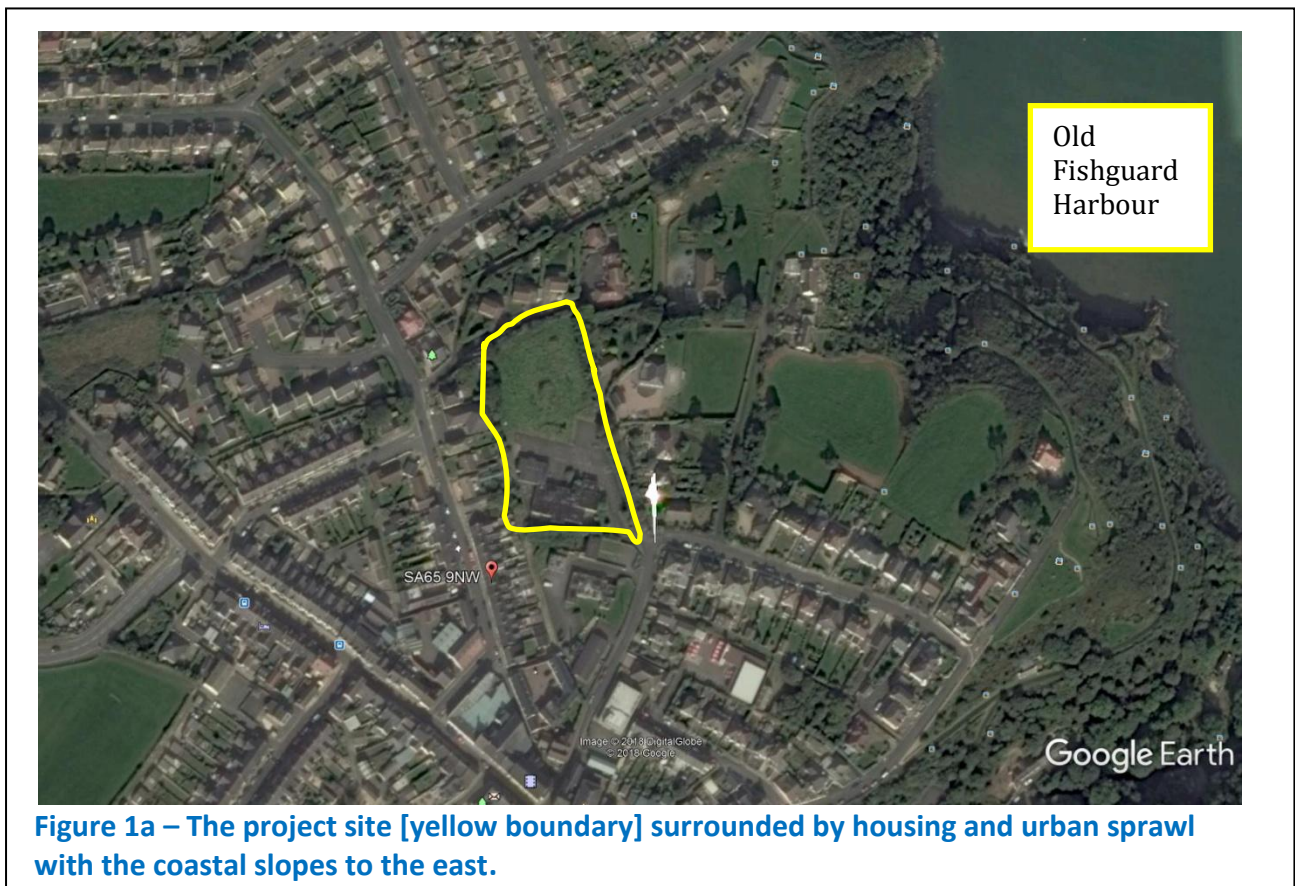 Old
Fishguard
Harbour
SA65 9NW
Image © 2018 DigitalGlobe
© 2018 Google
Google Earth
Figure 1a – The project site [yellow boundary] surrounded by housing and urban sprawl
with the coastal slopes to the east.